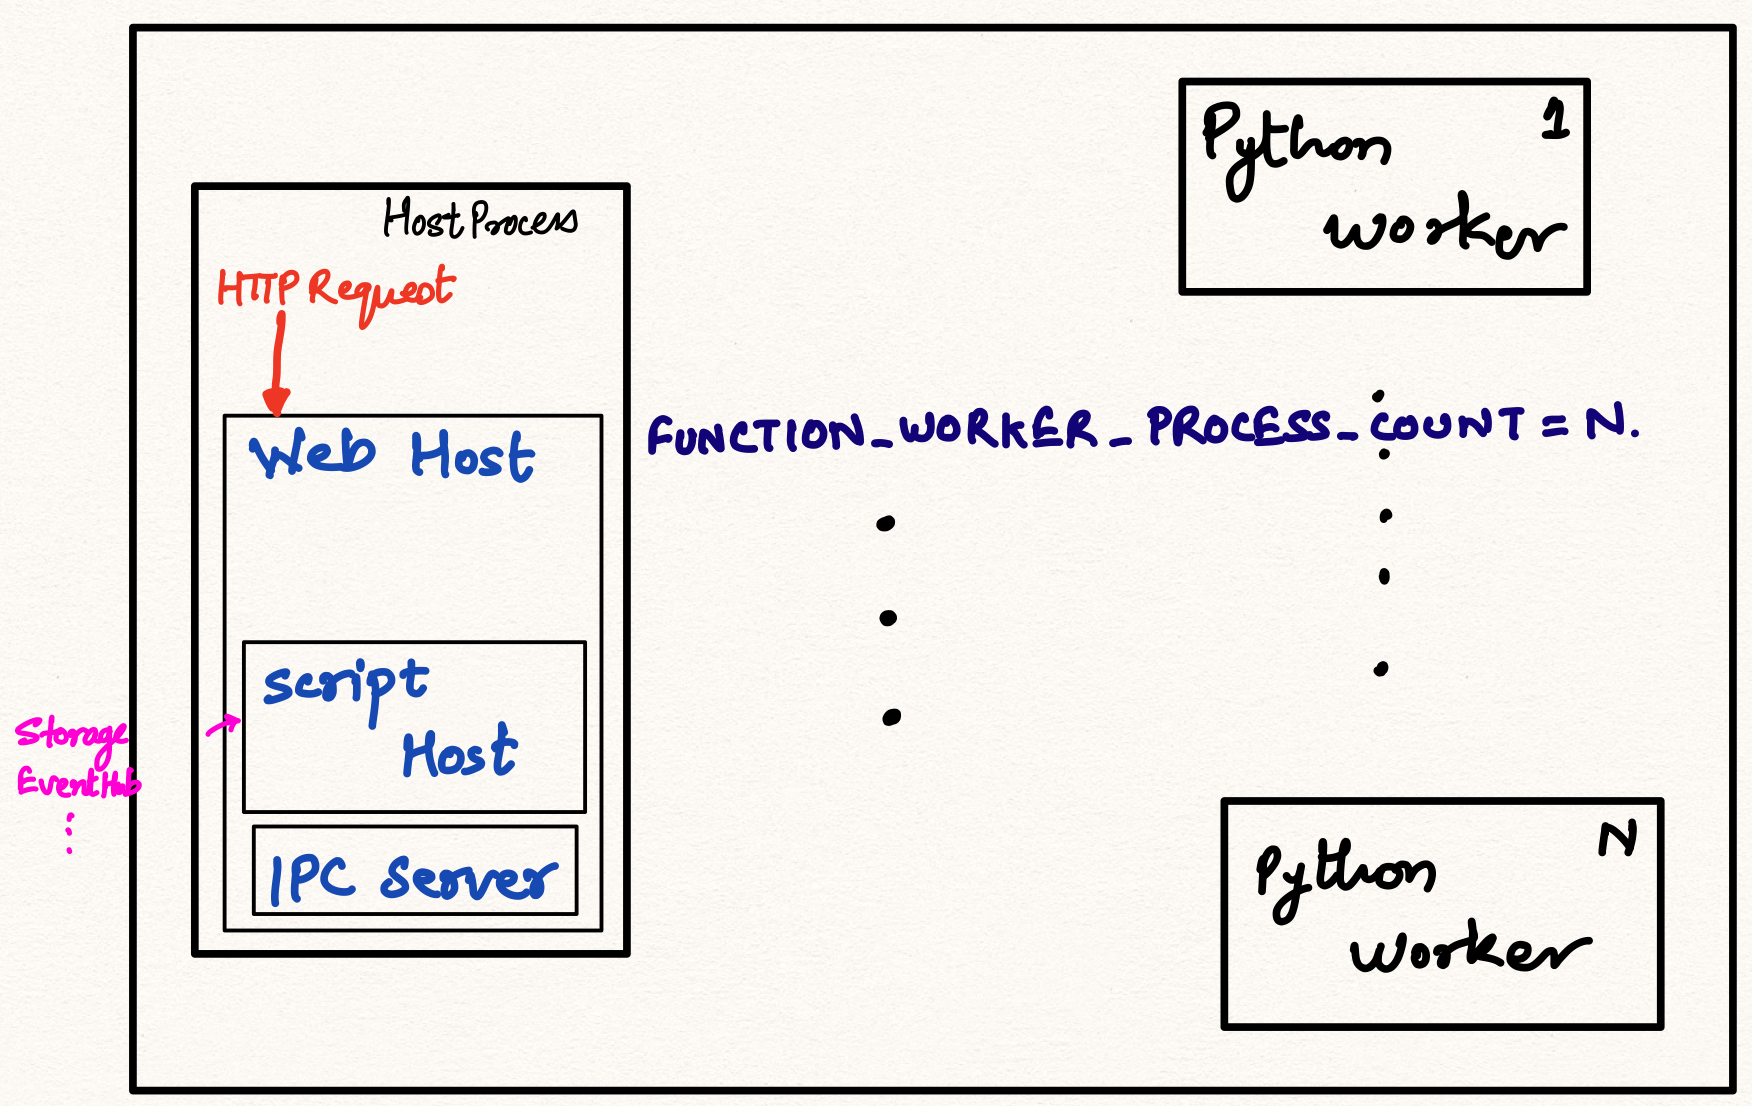 Host Process
HTTP Request
Web Host
Script
Host
IPC Server
Storage
EventHub
FUNCTION_WORKER_PROCESS_COUNT = N.
Python 1
worker
Python N
worker